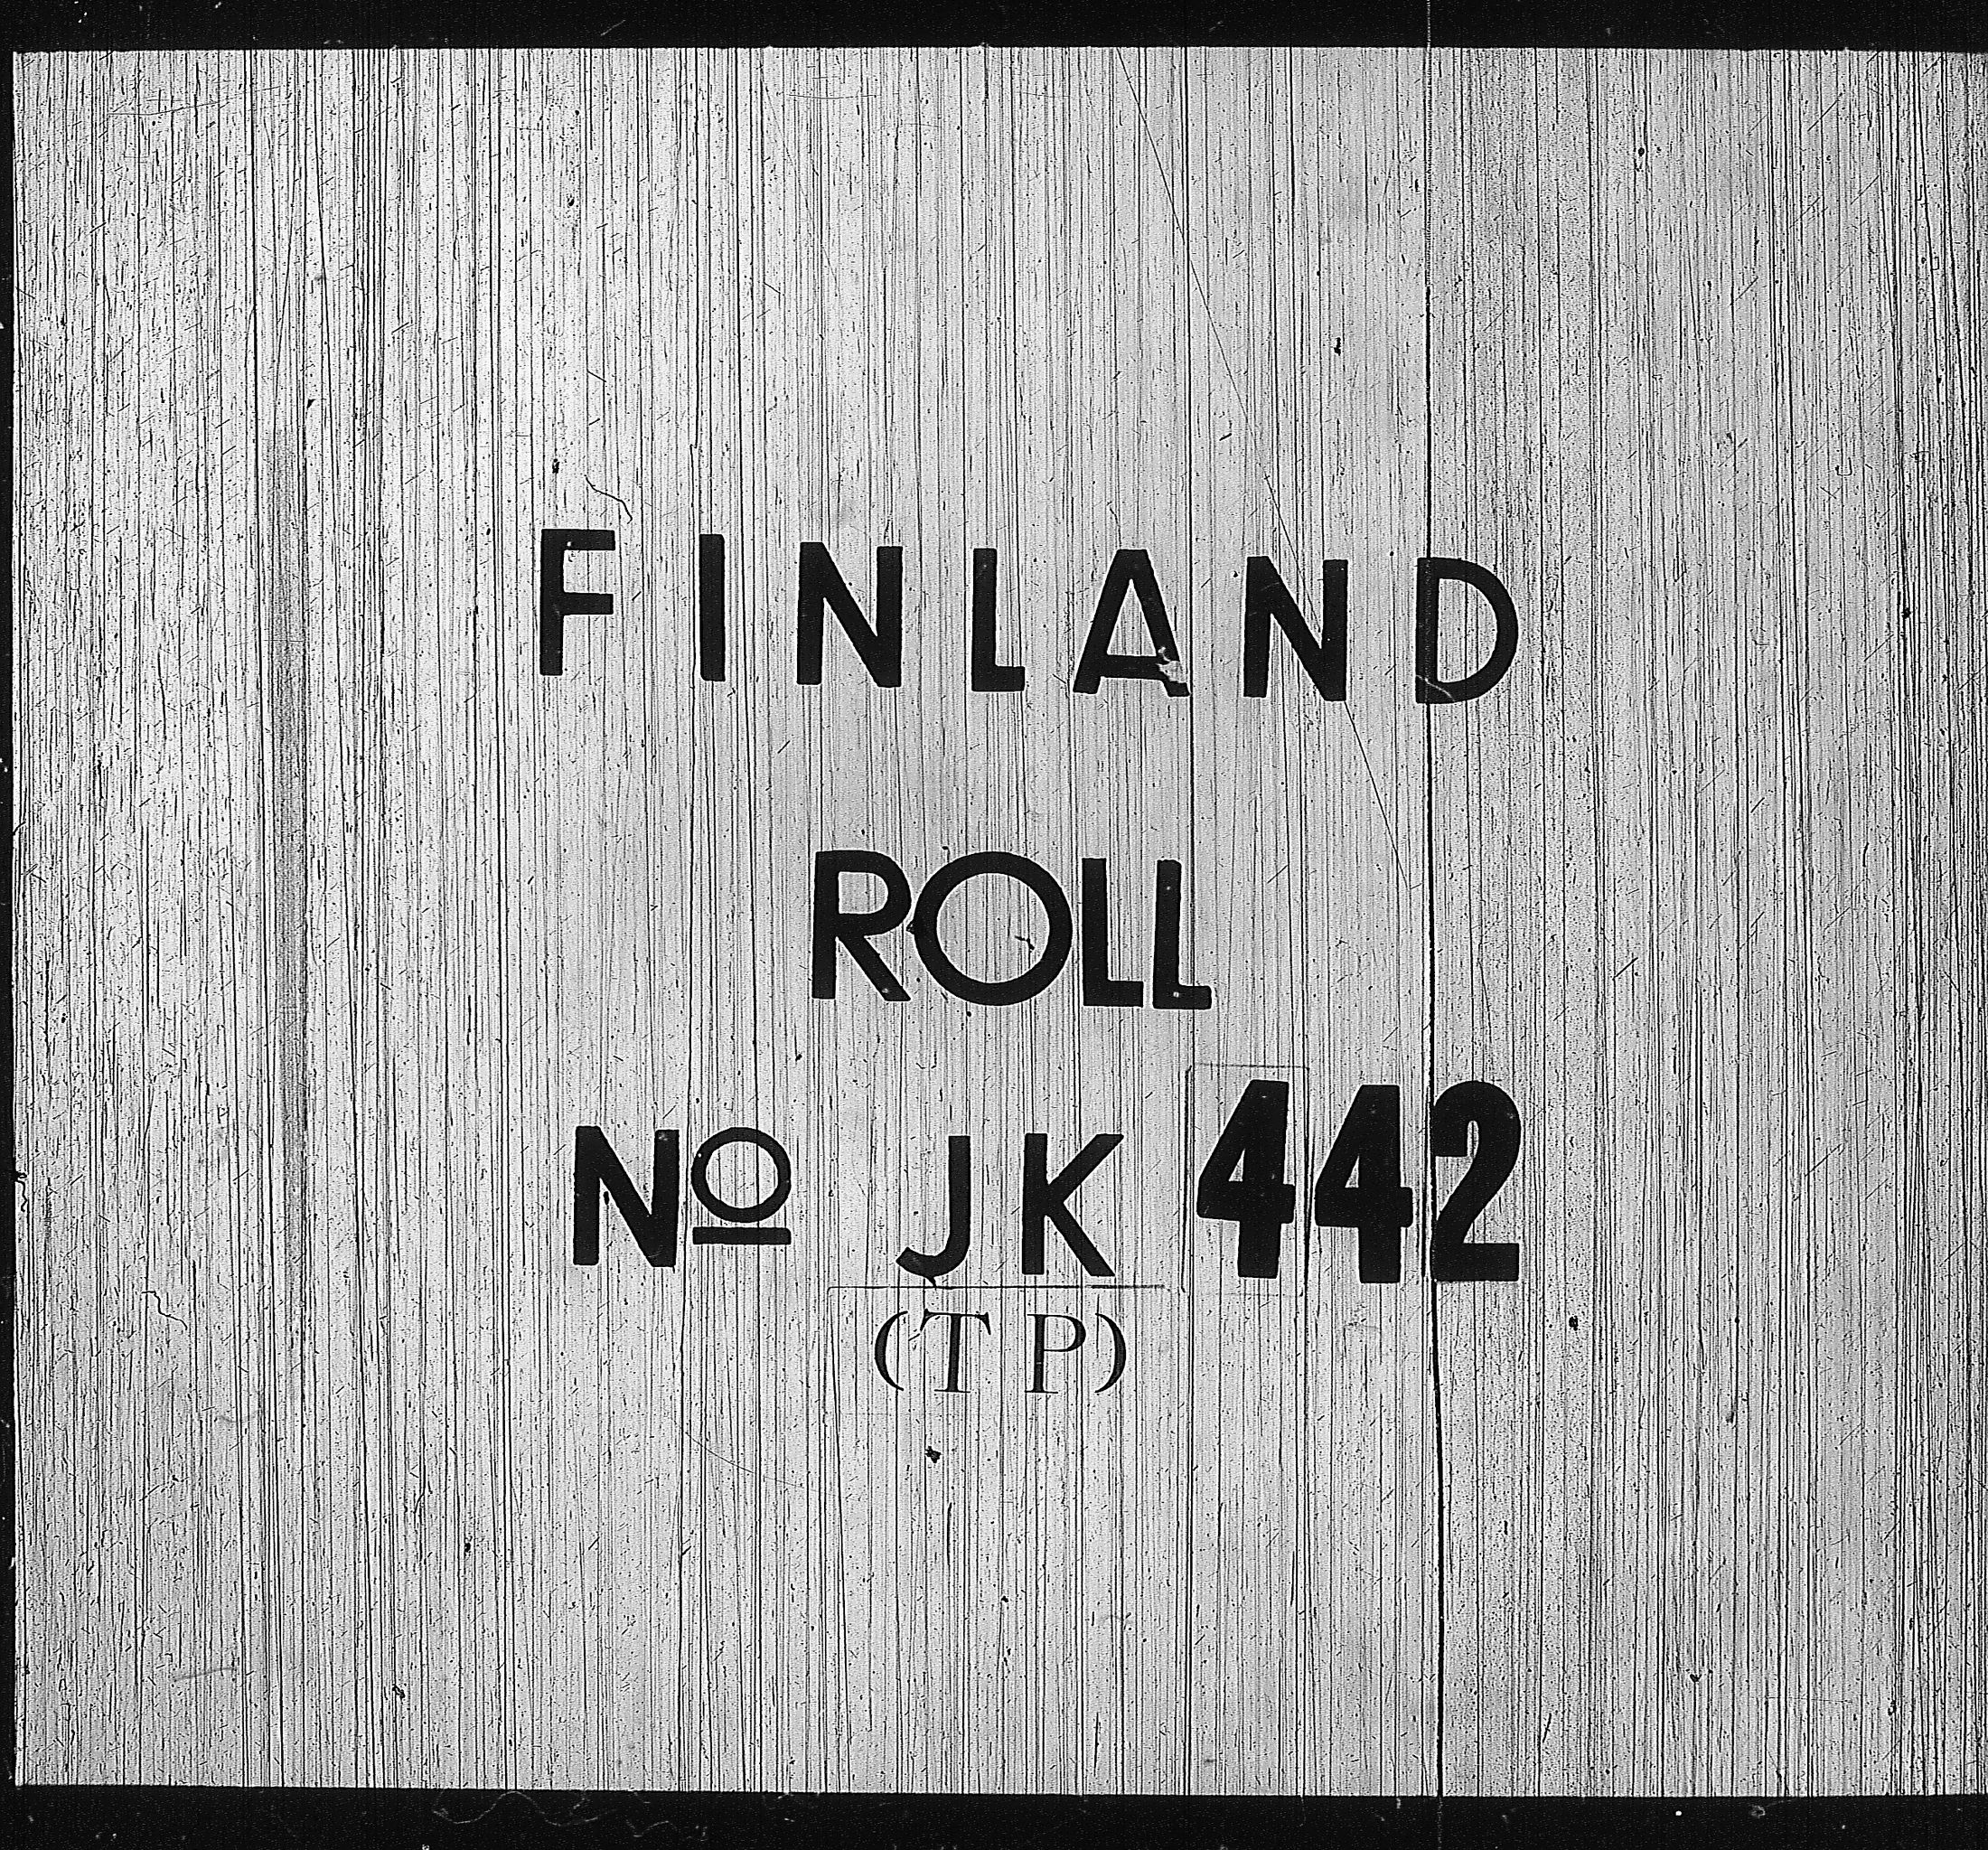 FINLAND
ROLL
Nº JK 442
(TP)